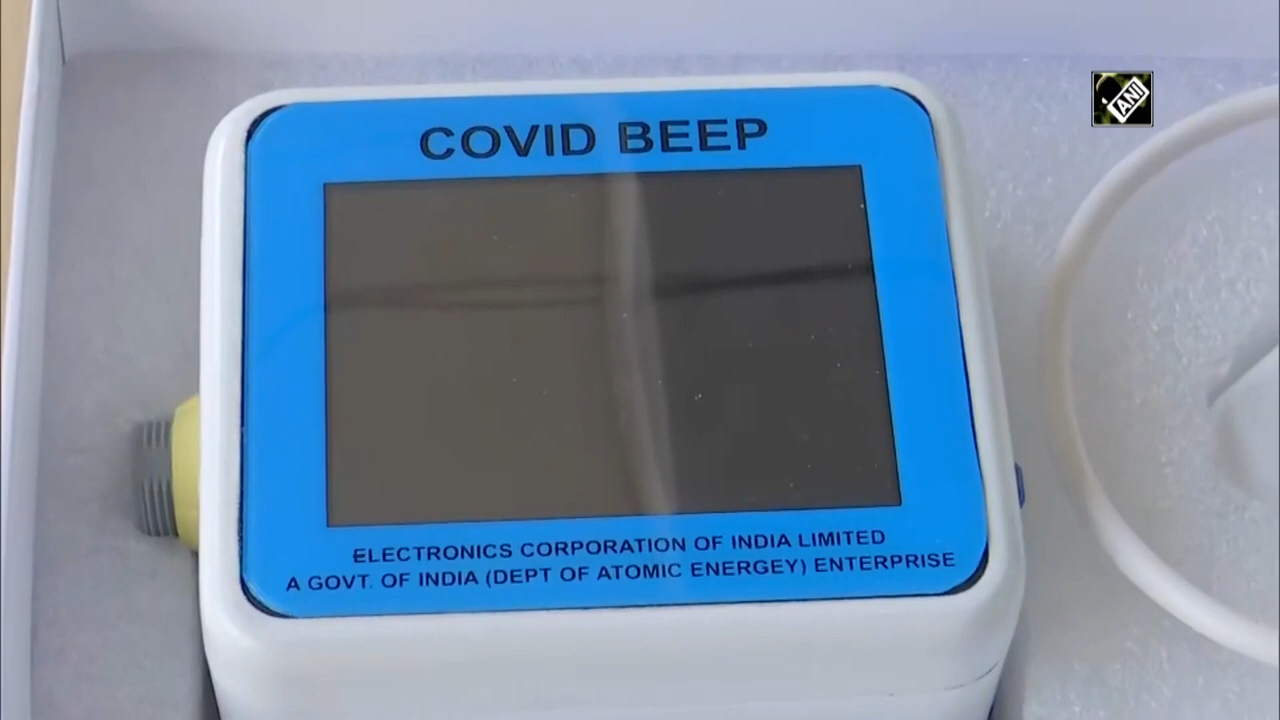 COVID BEEP
ANI
ELECTRONICS CORPORATION OF INDIA LIMITED
A GOVT. OF INDIA (DEPT OF ATOMIC ENERGEY) ENTERPRISE